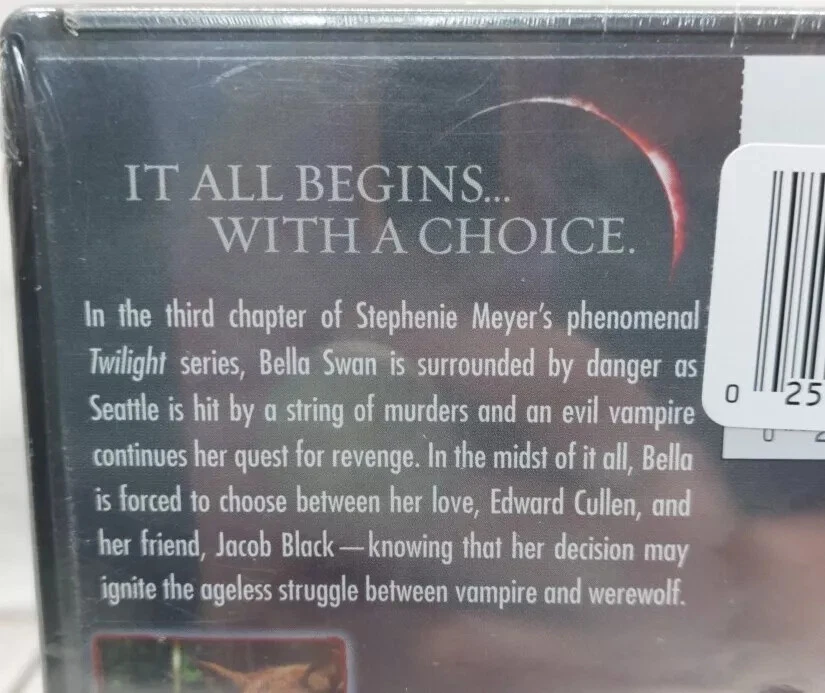 IT ALL BEGINS...
WITH A CHOICE.
In the third chapter of Stephenie Meyer's phenomenal
Twilight series, Bella Swan is surrounded by danger as
Seattle is hit by a string of murders and an evil vampire
continues her quest for revenge. In the midst of it all, Bella
is forced to choose between her love, Edward Cullen, and
her friend, Jacob Black—knowing that her decision may
ignite the ageless struggle between vampire and werewolf.
0 25